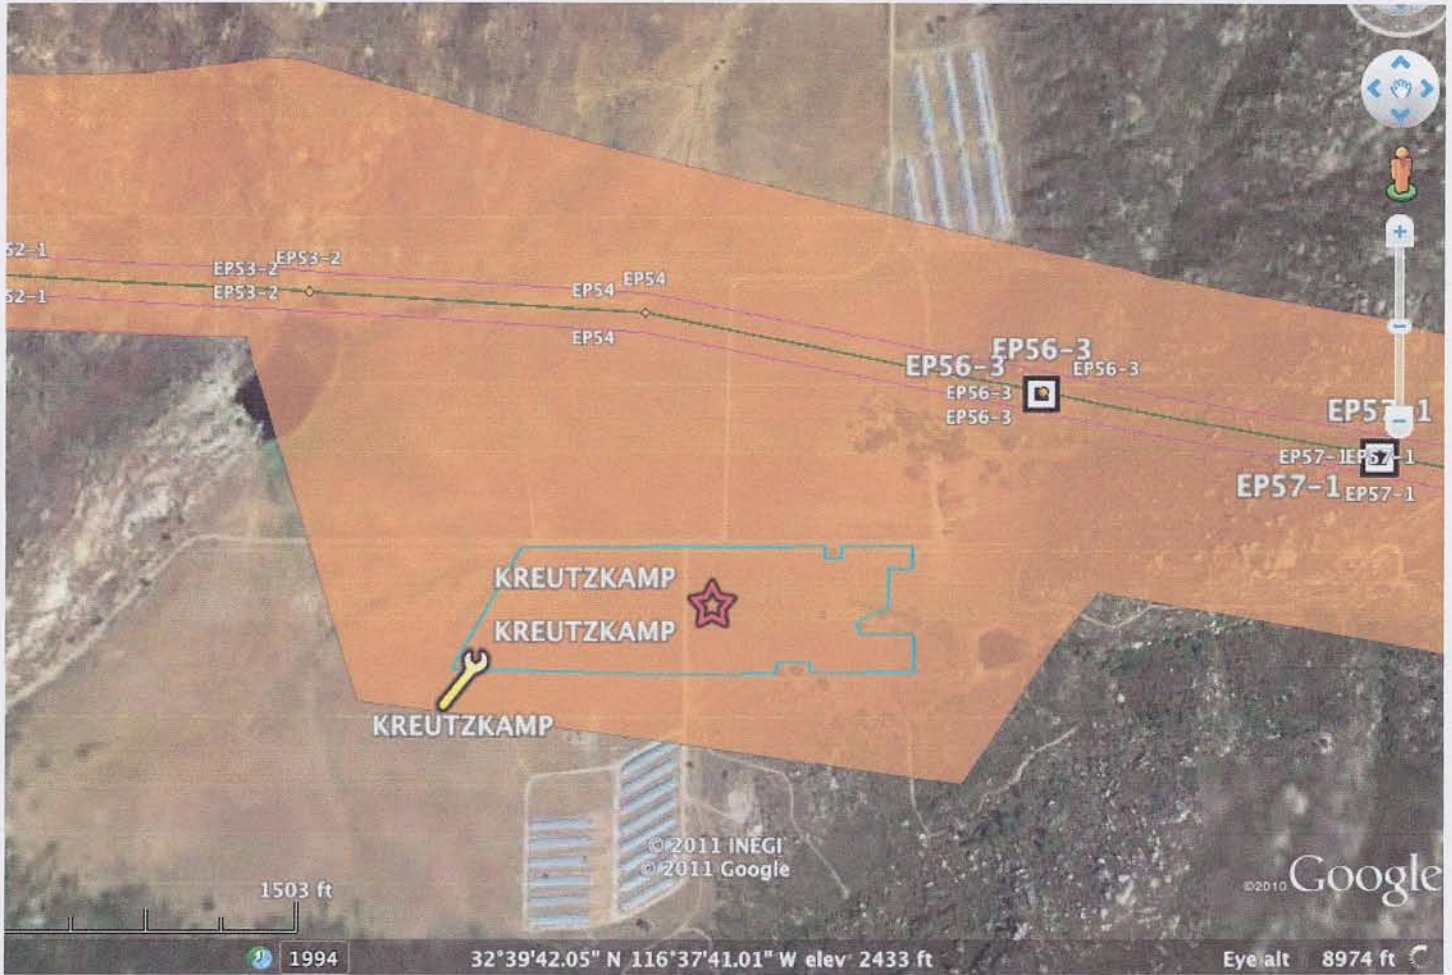 52-1
EP53-2
EP53-2
EP53-2
52-1
EP54
EP54
EP54
EP56-3
EP56-3
EP56-3
EP56-3
EP56-3
EP57-1
EP57-1
EP57-1
EP57-1
KREUTZKAMP
KREUTZKAMP
KREUTZKAMP
© 2011 INEGI
© 2011 Google
©2010 Google
1503 ft
1994
32°39'42.05" N 116°37'41.01" W elev 2433 ft
Eye alt 8974 ft